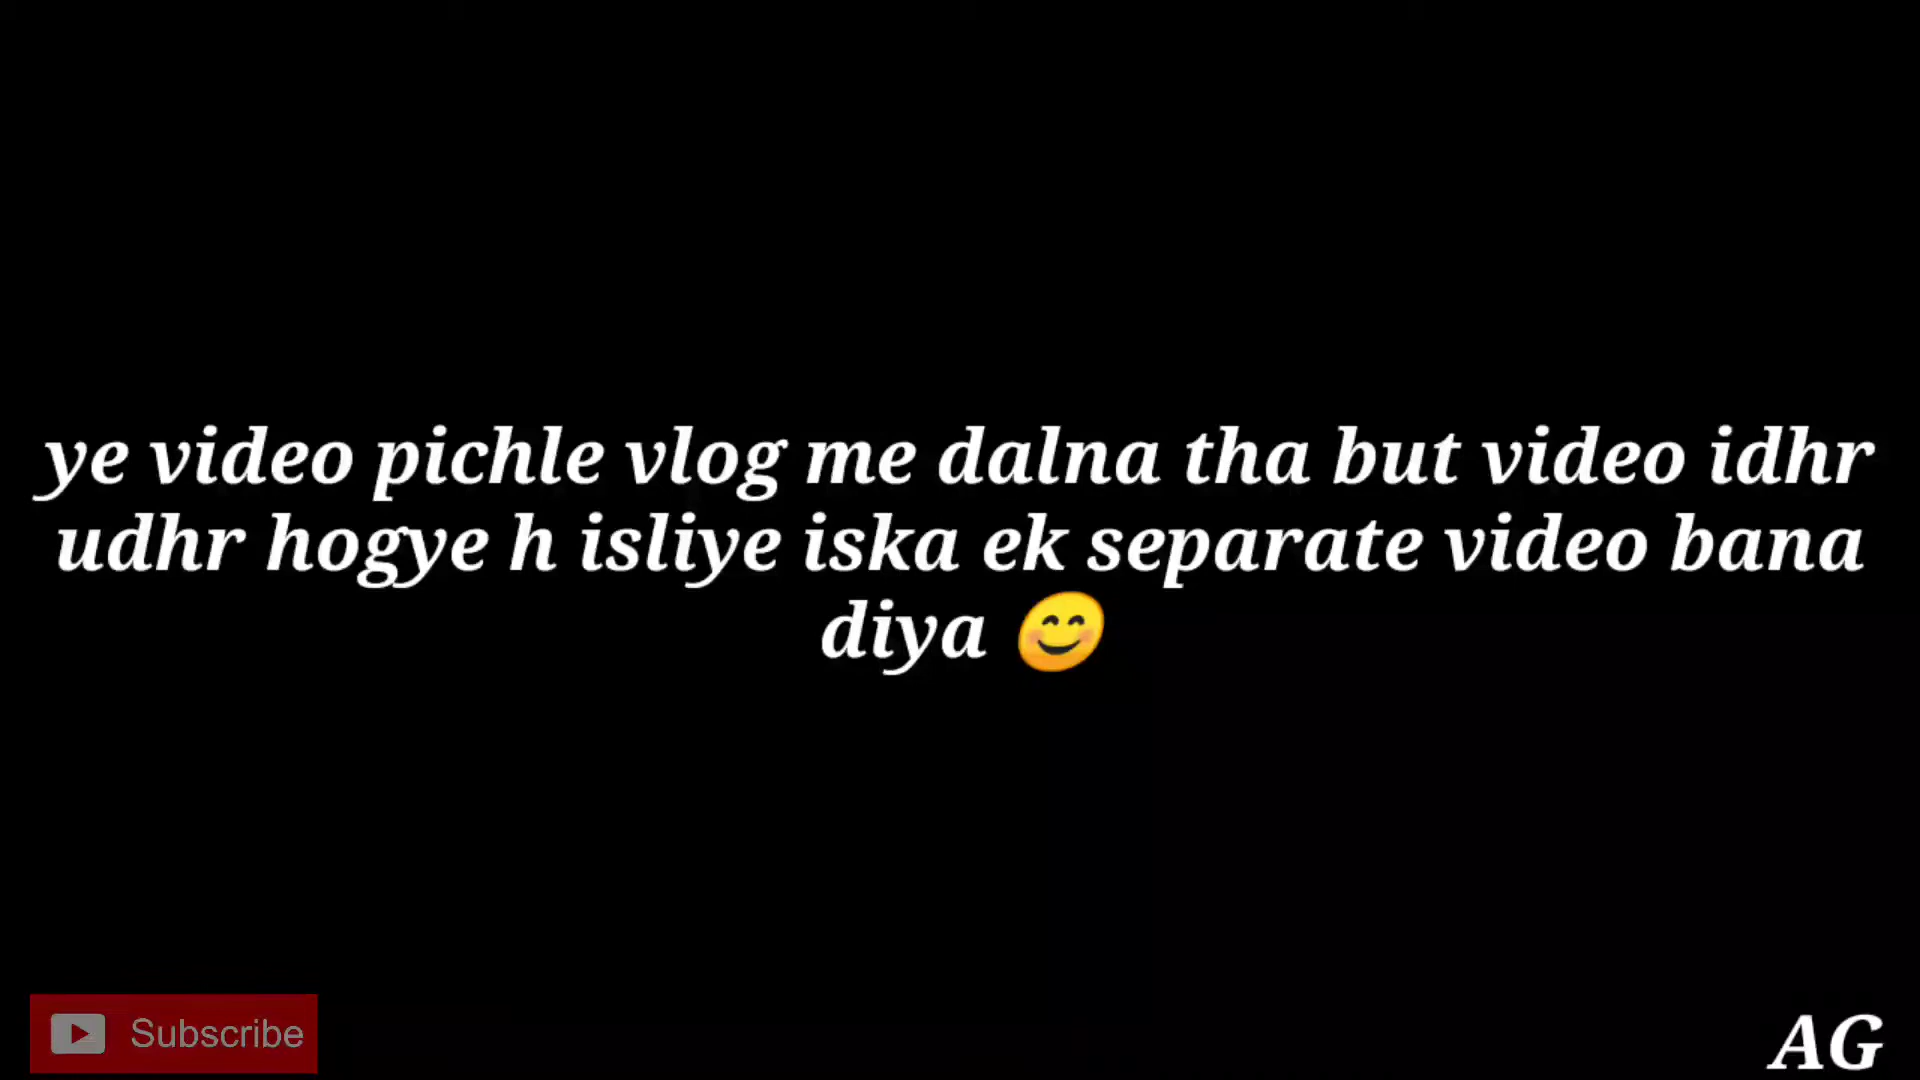 ye video pichle vlog me dalna tha but video idhr
udhr hogye h isliye iska ek separate video bana
diya 😊
Subscribe
AG